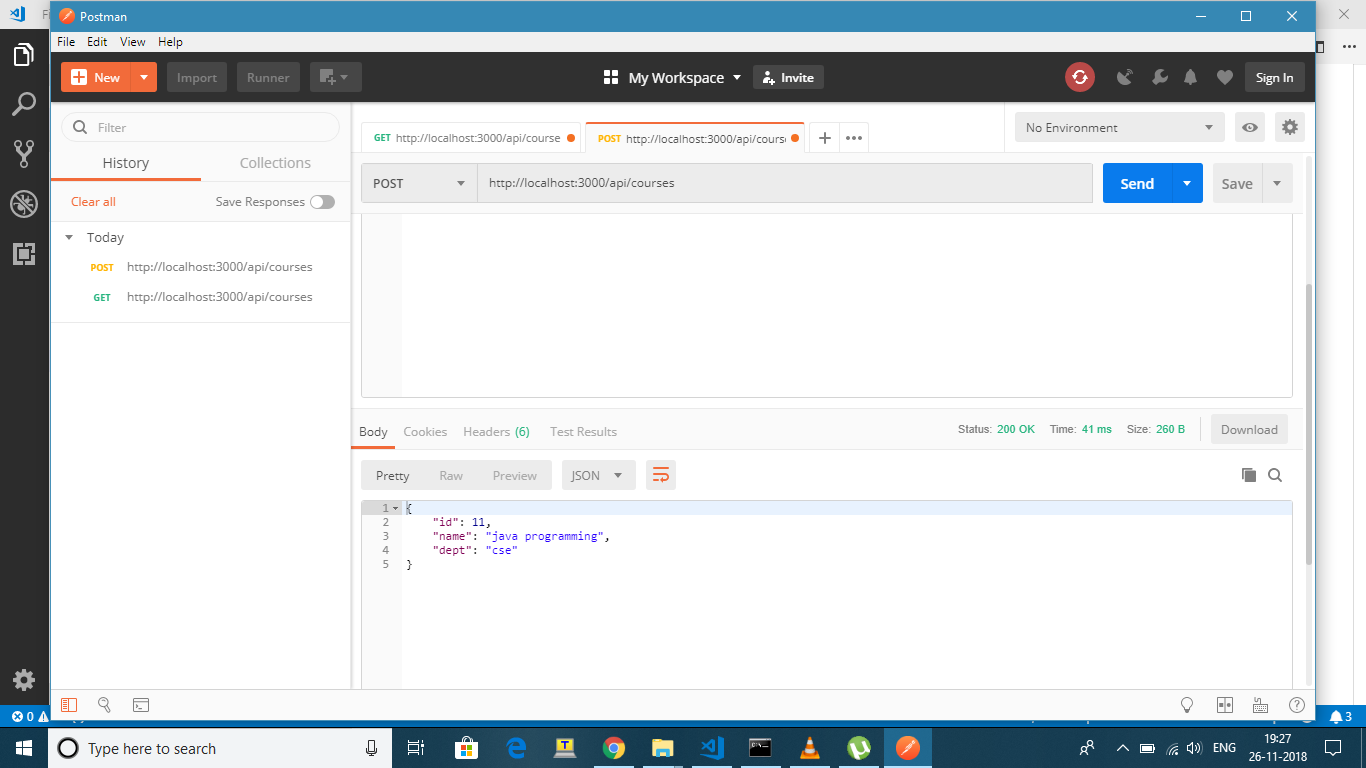 Postman
File Edit View Help
New Import Runner My Workspace Invite Sign In
Filter
History Collections
Clear all Save Responses
Today
POST http://localhost:3000/api/courses
GET http://localhost:3000/api/courses
GET http://localhost:3000/api/course POST http://localhost:3000/api/cours No Environment
POST http://localhost:3000/api/courses Send Save
Body Cookies Headers (6) Test Results Status: 200 OK Time: 41 ms Size: 260 B Download
Pretty Raw Preview JSON
1 {
2 "id": 11,
3 "name": "java programming",
4 "dept": "cse"
5 }
0
3
Type here to search
ENG
19:27
26-11-2018